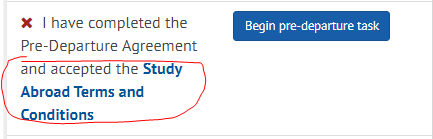 ✖ I have completed the
Pre-Departure Agreement
and accepted the Study
Abroad Terms and
Conditions
Begin pre-departure task